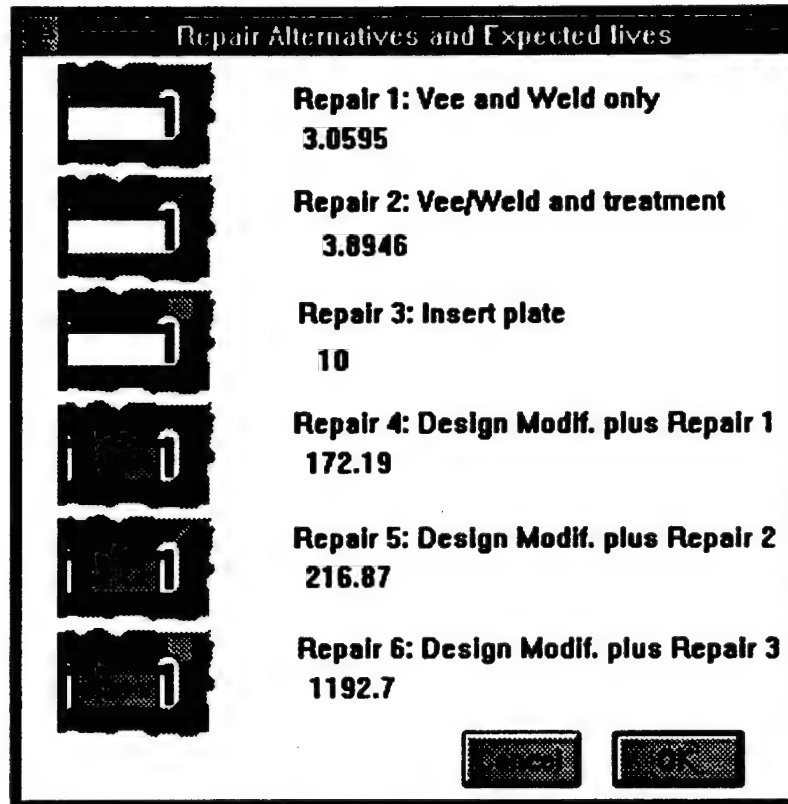 Repair Alternatives and Expected lives
Repair 1: Vee and Weld only
3.0595
Repair 2: Vee/Weld and treatment
3.8946
Repair 3: Insert plate
10
Repair 4: Design Modif. plus Repair 1
172.19
Repair 5: Design Modif. plus Repair 2
216.87
Repair 6: Design Modif. plus Repair 3
1192.7
Cancel OK